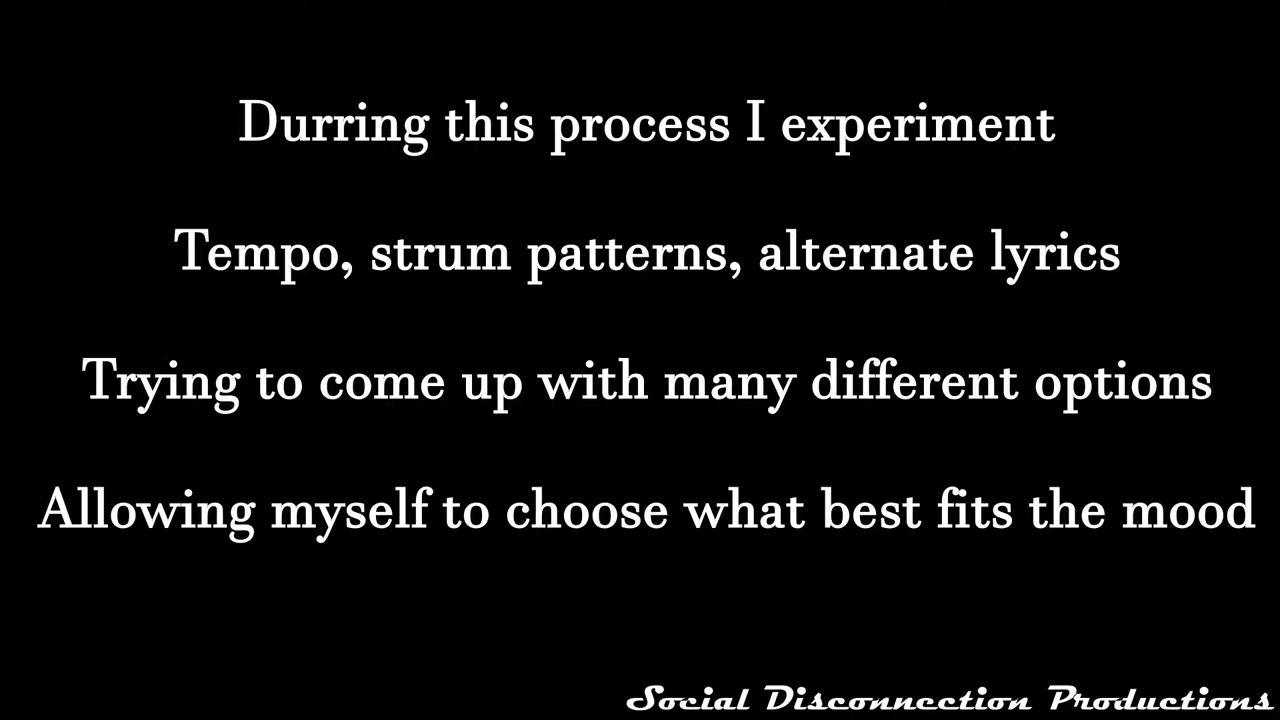 Durring this process I experiment
Tempo, strum patterns, alternate lyrics
Trying to come up with many different options
Allowing myself to choose what best fits the mood
Social Disconnection Productions